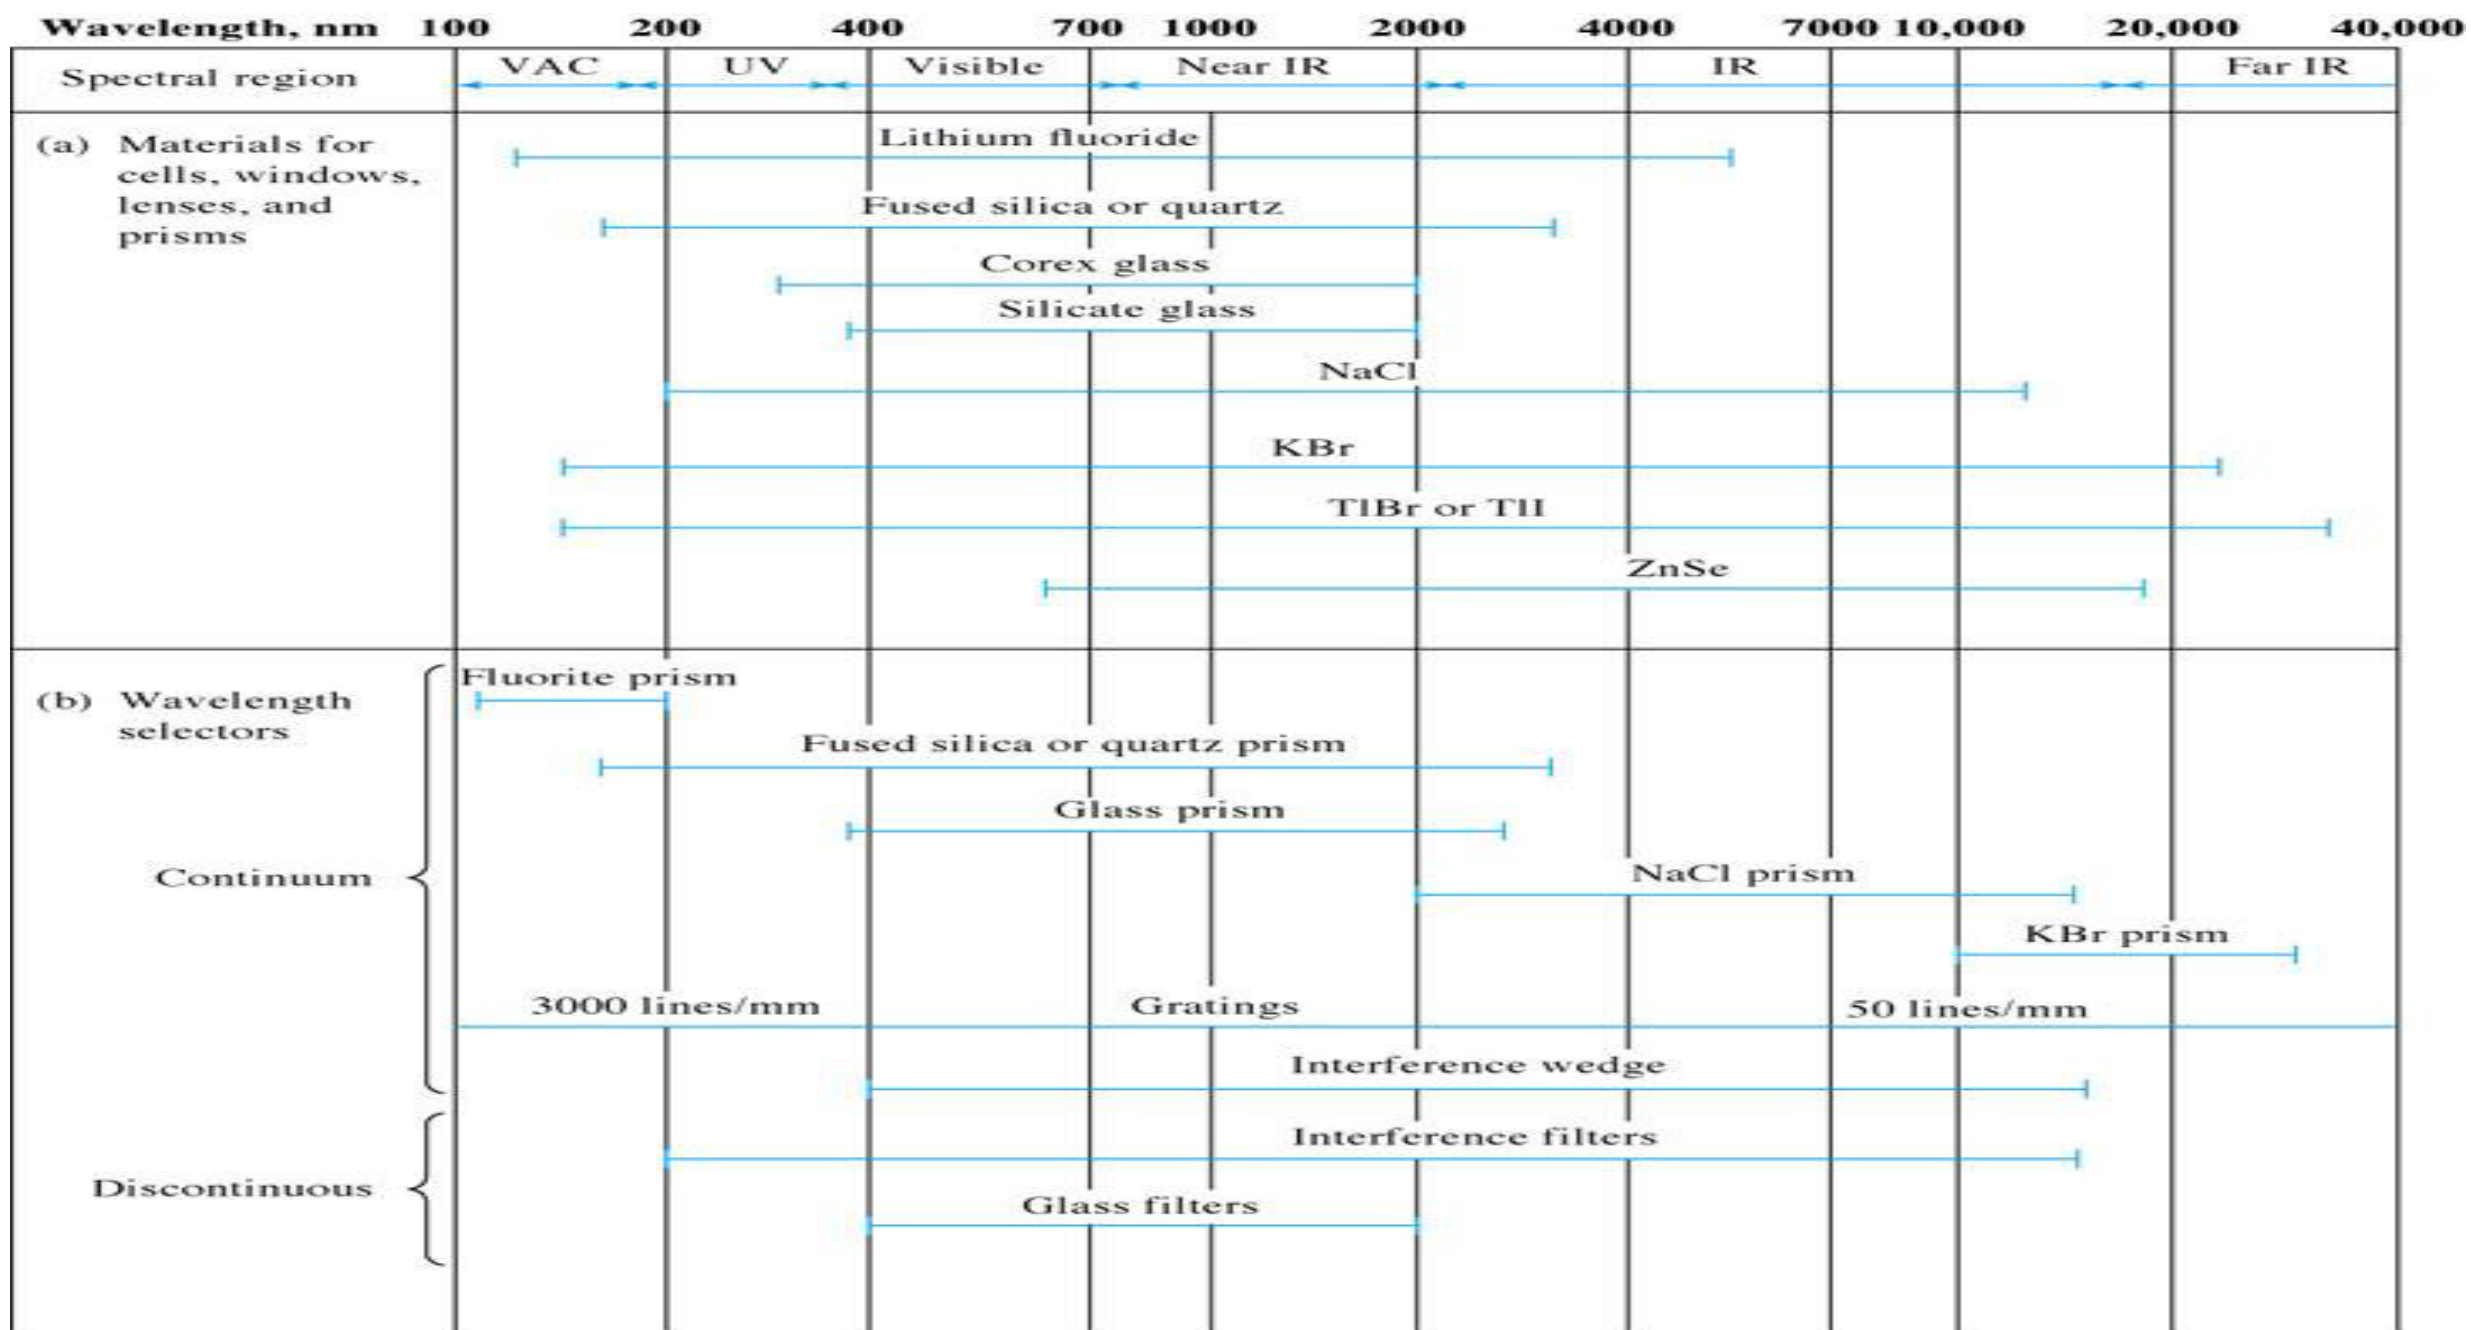 Wavelength, nm 100 200 400 700 1000 2000 4000 7000 10,000 20,000 40,000
Spectral region VAC UV Visible Near IR IR Far IR
(a) Materials for
cells, windows,
lenses, and
prisms
Lithium fluoride
Fused silica or quartz
Corex glass
Silicate glass
NaCl
KBr
TlBr or TlI
ZnSe
(b) Wavelength
selectors
Continuum
Fluorite prism
Fused silica or quartz prism
Glass prism
NaCl prism
KBr prism
3000 lines/mm Gratings 50 lines/mm
Interference wedge
Discontinuous
Interference filters
Glass filters